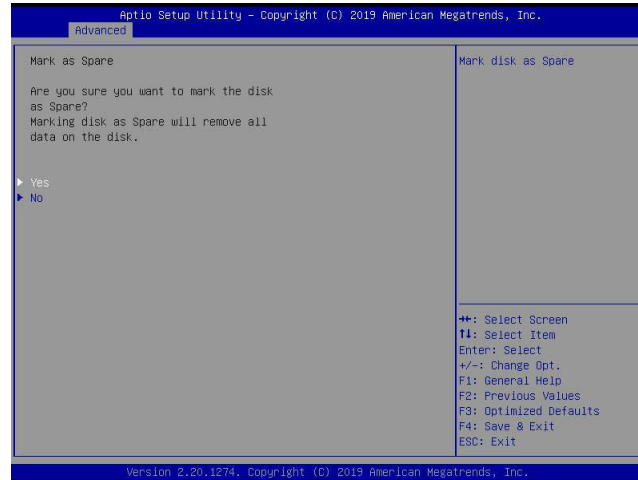 Aptio Setup Utility – Copyright (C) 2019 American Megatrends, Inc.
Advanced
Mark as Spare
Are you sure you want to mark the disk
as Spare?
Marking disk as Spare will remove all
data on the disk.
Yes
No
Mark disk as Spare
→←: Select Screen
↑↓: Select Item
Enter: Select
+/-: Change Opt.
F1: General Help
F2: Previous Values
F3: Optimized Defaults
F4: Save & Exit
ESC: Exit
Version 2.20.1274. Copyright (C) 2019 American Megatrends, Inc.